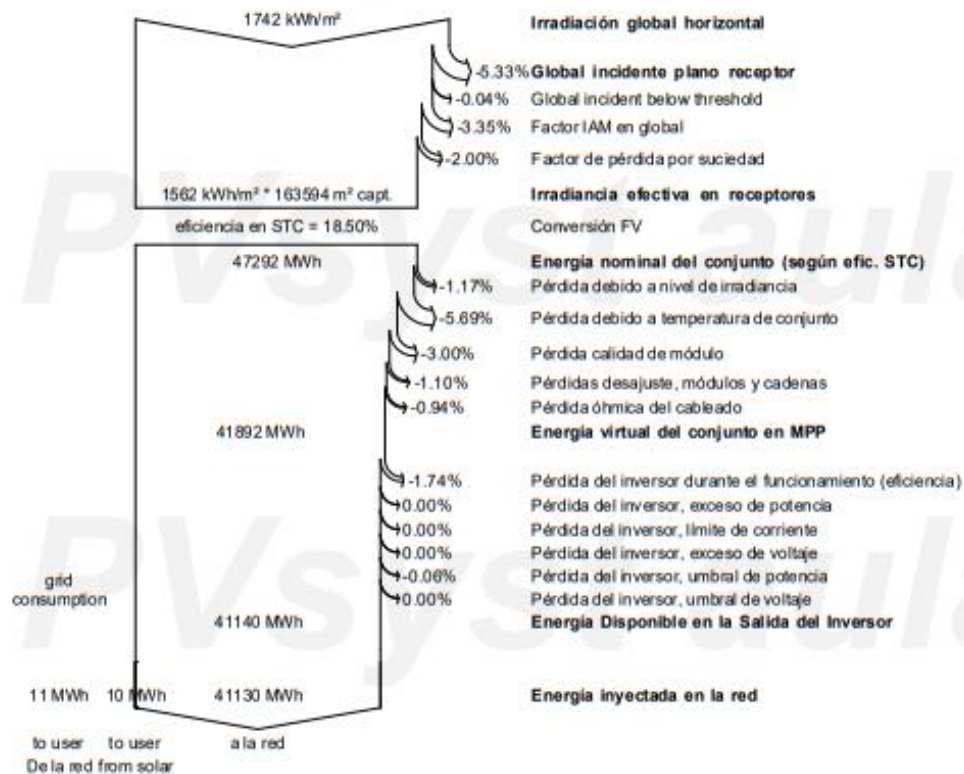 1742 kWh/m² Irradiación global horizontal
-5.33% Global incidente plano receptor
-0.04% Global incident below threshold
-3.35% Factor IAM en global
-2.00% Factor de pérdida por suciedad
1562 kWh/m² * 163594 m² capt. Irradiancia efectiva en receptores
eficiencia en STC = 18.50% Conversión FV
47292 MWh Energía nominal del conjunto (según efic. STC)
-1.17% Pérdida debido a nivel de irradiancia
-5.69% Pérdida debido a temperatura de conjunto
-3.00% Pérdida calidad de módulo
-1.10% Pérdidas desajuste, módulos y cadenas
-0.94% Pérdida óhmica del cableado
41892 MWh Energía virtual del conjunto en MPP
-1.74% Pérdida del inversor durante el funcionamiento (eficiencia)
0.00% Pérdida del inversor, exceso de potencia
0.00% Pérdida del inversor, límite de corriente
0.00% Pérdida del inversor, exceso de voltaje
-0.06% Pérdida del inversor, umbral de potencia
0.00% Pérdida del inversor, umbral de voltaje
grid
consumption
41140 MWh Energía Disponible en la Salida del Inversor
11 MWh 10 MWh 41130 MWh Energía inyectada en la red
to user to user a la red
De la red from solar
PVsyst aula
PVsyst aula